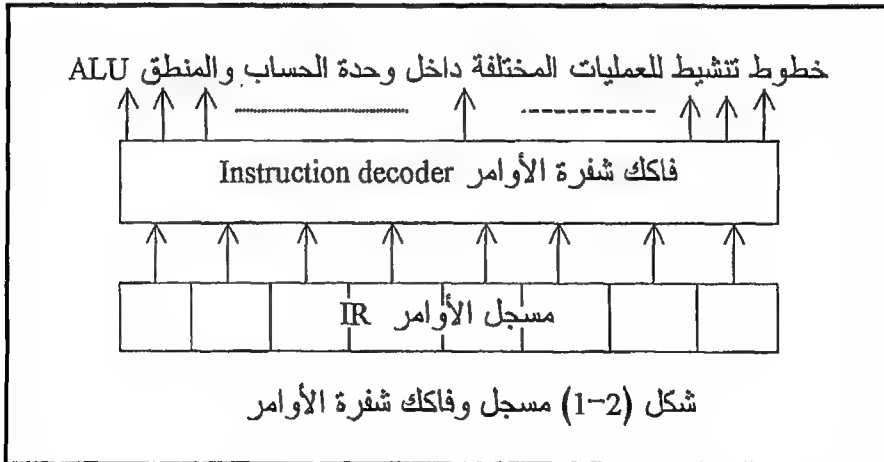 خطوط تنشيط للعمليات المختلفة داخل وحدة الحساب والمنطق ALU
فاكك شفرة الأوامر Instruction decoder
مسجل الأوامر IR
شكل (2-1) مسجل وفاكك شفرة الأوامر